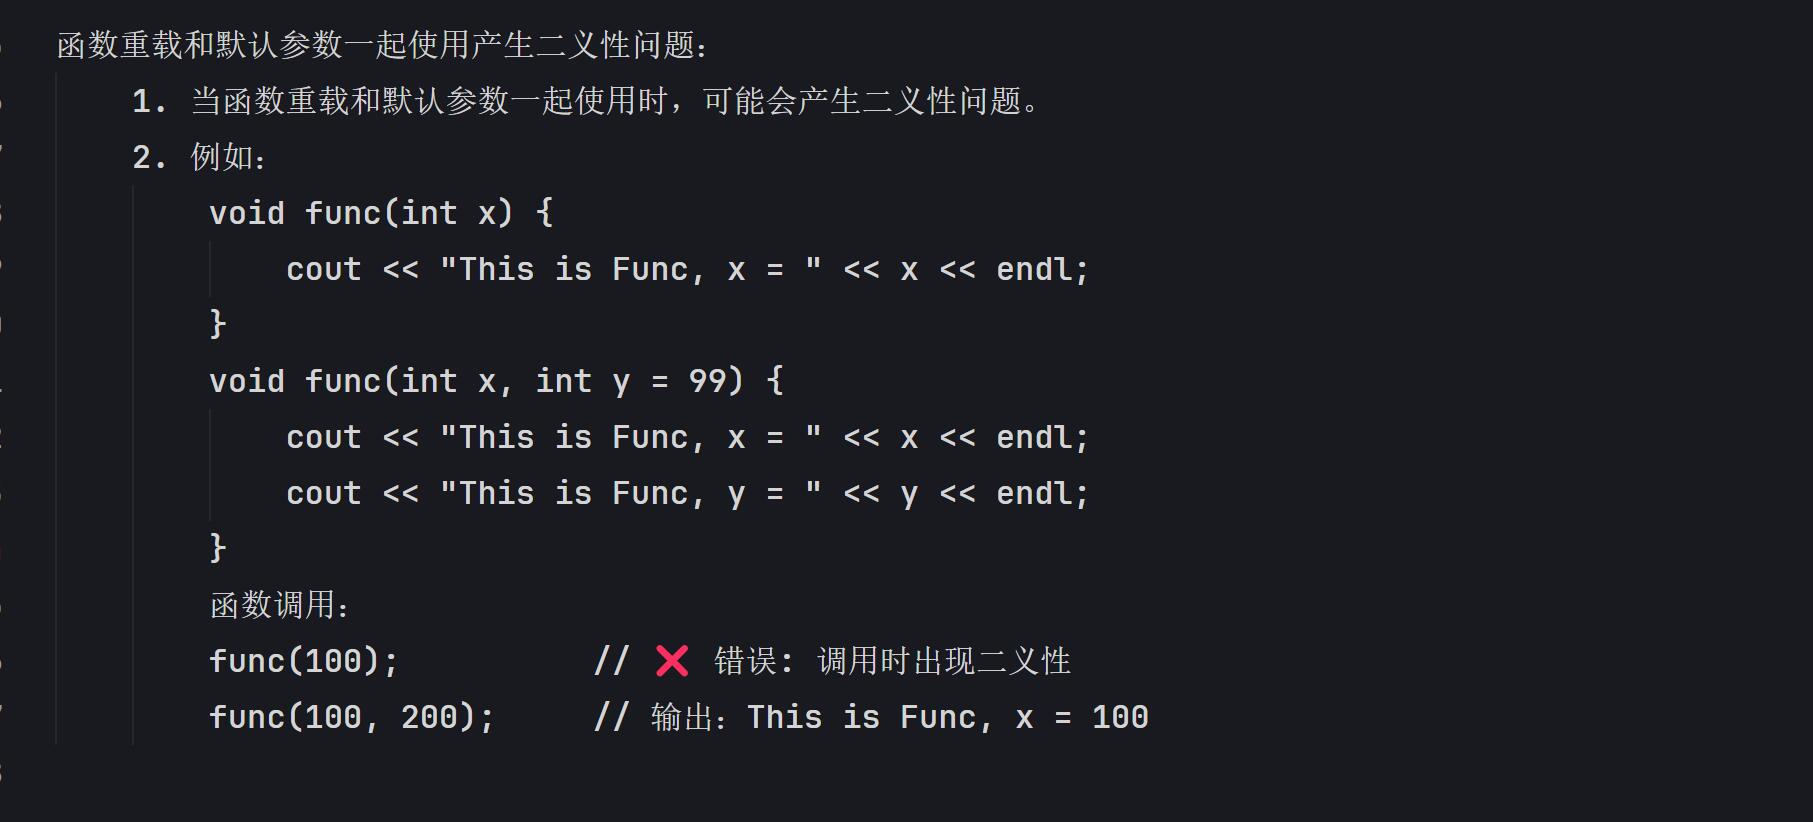 函数重载和默认参数一起使用产生二义性问题：
1. 当函数重载和默认参数一起使用时，可能会产生二义性问题。
2. 例如：
void func(int x) {
cout << "This is Func, x = " << x << endl;
}
void func(int x, int y = 99) {
cout << "This is Func, x = " << x << endl;
cout << "This is Func, y = " << y << endl;
}
函数调用：
func(100); // ❌ 错误: 调用时出现二义性
func(100, 200); // 输出：This is Func, x = 100